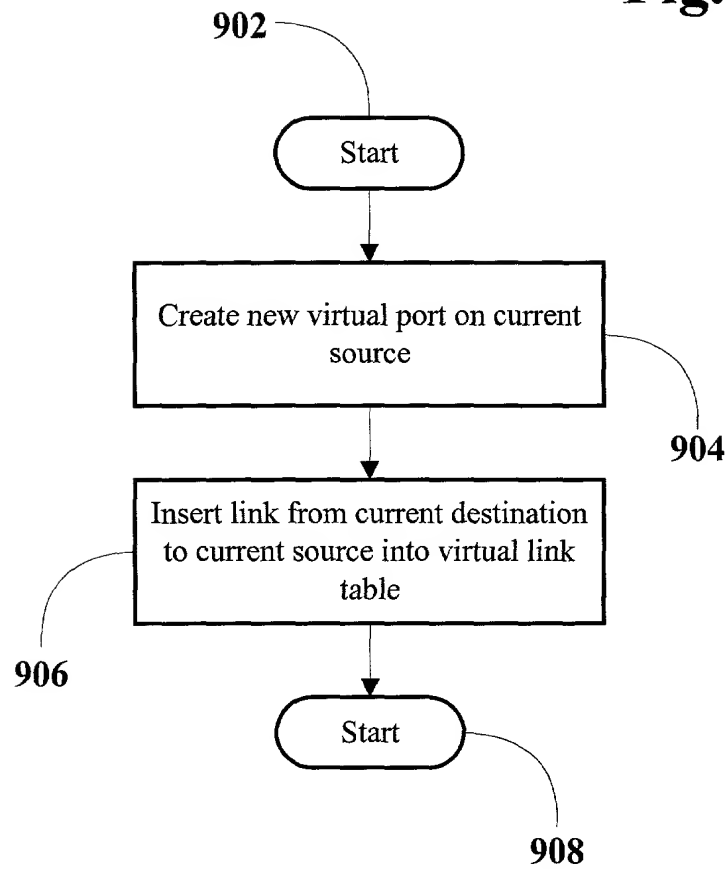 Fig.
902
Start
Create new virtual port on current
source
904
Insert link from current destination
to current source into virtual link
table
906
Start
908